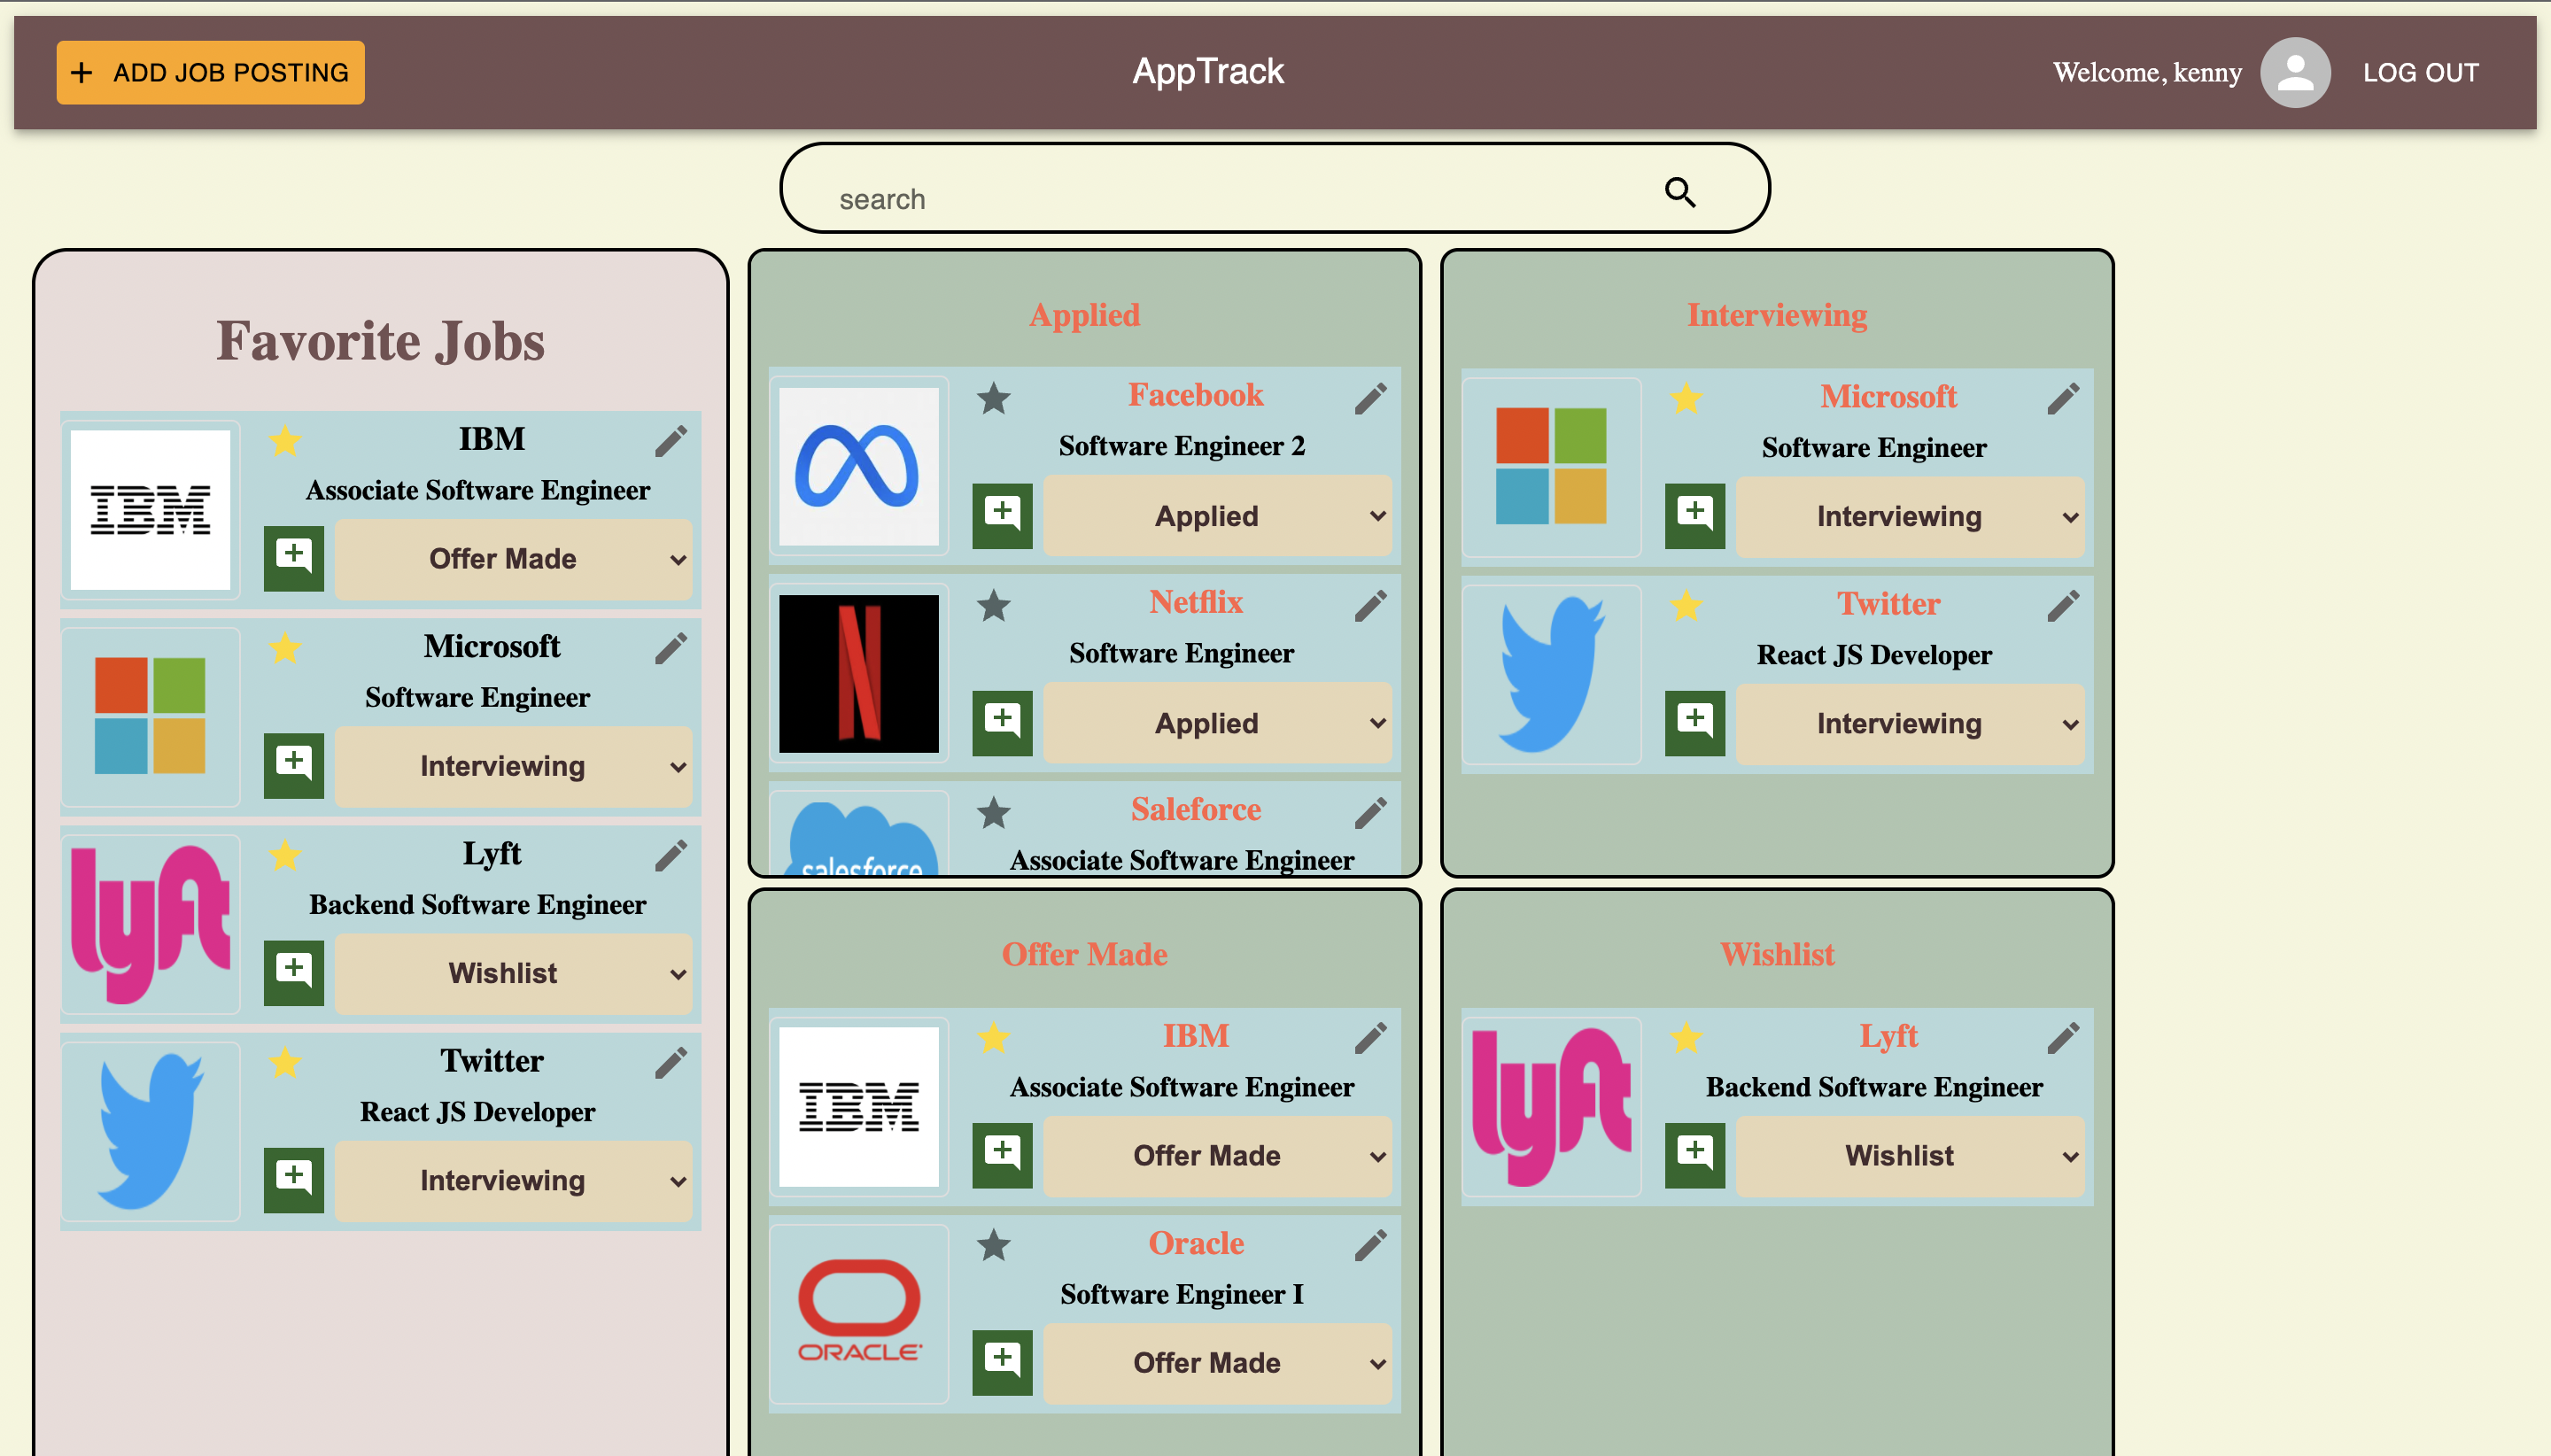 ADD JOB POSTING
AppTrack
Welcome, kenny
LOG OUT
search
Favorite Jobs
IBM
IBM
Associate Software Engineer
Offer Made
Microsoft
Software Engineer
Interviewing
lyft
Lyft
Backend Software Engineer
Wishlist
Twitter
React JS Developer
Interviewing
Applied
Facebook
Software Engineer 2
Applied
N
Netflix
Software Engineer
Applied
salesforce
Saleforce
Associate Software Engineer
Interviewing
Microsoft
Software Engineer
Interviewing
Twitter
React JS Developer
Interviewing
Offer Made
IBM
IBM
Associate Software Engineer
Offer Made
ORACLE
Oracle
Software Engineer I
Offer Made
Wishlist
lyft
Lyft
Backend Software Engineer
Wishlist